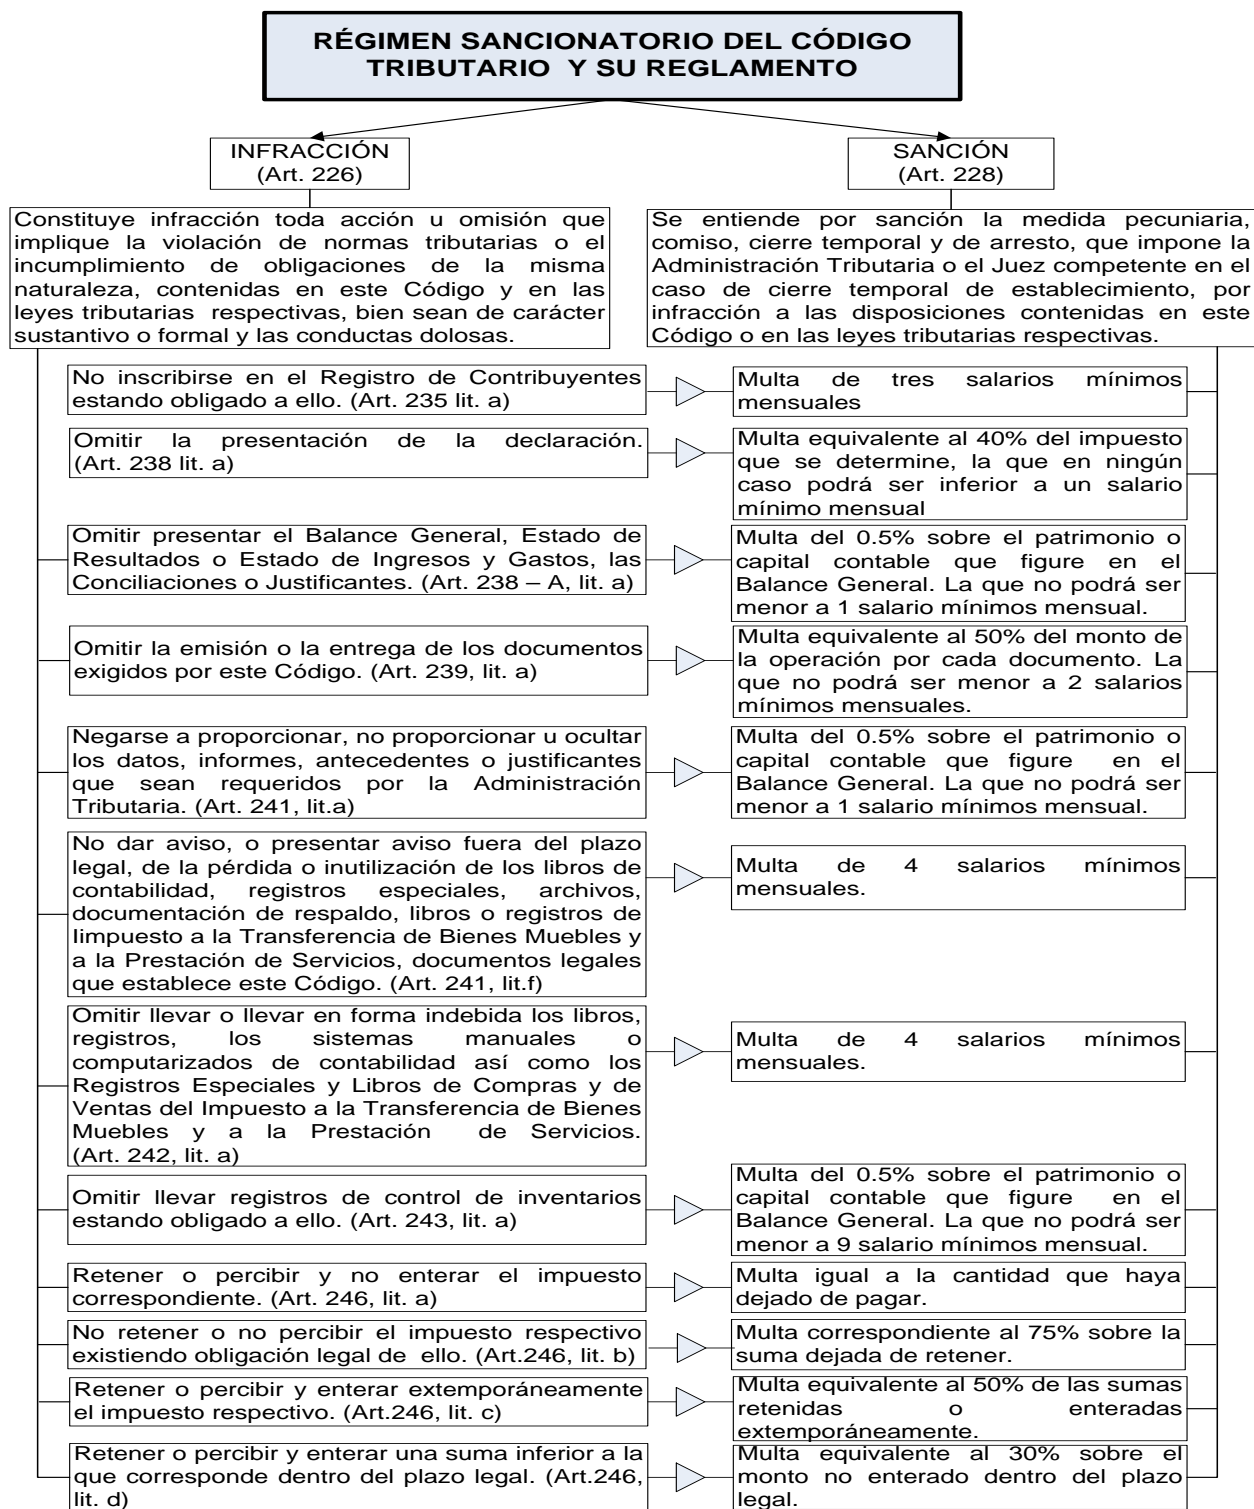 RÉGIMEN SANCIONATORIO DEL CÓDIGO
TRIBUTARIO Y SU REGLAMENTO
INFRACCIÓN
(Art. 226)
Constituye infracción toda acción u omisión que
implique la violación de normas tributarias o el
incumplimiento de obligaciones de la misma
naturaleza, contenidas en este Código y en las
leyes tributarias respectivas, bien sean de carácter
sustantivo o formal y las conductas dolosas.
SANCIÓN
(Art. 228)
Se entiende por sanción la medida pecuniaria,
comiso, cierre temporal y de arresto, que impone la
Administración Tributaria o el Juez competente en el
caso de cierre temporal de establecimiento, por
infracción a las disposiciones contenidas en este
Código o en las leyes tributarias respectivas.
No inscribirse en el Registro de Contribuyentes
estando obligado a ello. (Art. 235 lit. a)
Multa de tres salarios mínimos
mensuales
Omitir la presentación de la declaración.
(Art. 238 lit. a)
Multa equivalente al 40% del impuesto
que se determine, la que en ningún
caso podrá ser inferior a un salario
mínimo mensual
Omitir presentar el Balance General, Estado de
Resultados o Estado de Ingresos y Gastos, las
Conciliaciones o Justificantes. (Art. 238 – A, lit. a)
Multa del 0.5% sobre el patrimonio o
capital contable que figure en el
Balance General. La que no podrá ser
menor a 1 salario mínimos mensual.
Omitir la emisión o la entrega de los documentos
exigidos por este Código. (Art. 239, lit. a)
Multa equivalente al 50% del monto de
la operación por cada documento. La
que no podrá ser menor a 2 salarios
mínimos mensuales.
Negarse a proporcionar, no proporcionar u ocultar
los datos, informes, antecedentes o justificantes
que sean requeridos por la Administración
Tributaria. (Art. 241, lit.a)
Multa del 0.5% sobre el patrimonio o
capital contable que figure en el
Balance General. La que no podrá ser
menor a 1 salario mínimos mensual.
No dar aviso, o presentar aviso fuera del plazo
legal, de la pérdida o inutilización de los libros de
contabilidad, registros especiales, archivos,
documentación de respaldo, libros o registros de
Iimpuesto a la Transferencia de Bienes Muebles y
a la Prestación de Servicios, documentos legales
que establece este Código. (Art. 241, lit.f)
Multa de 4 salarios mínimos
mensuales.
Omitir llevar o llevar en forma indebida los libros,
registros, los sistemas manuales o
computarizados de contabilidad así como los
Registros Especiales y Libros de Compras y de
Ventas del Impuesto a la Transferencia de Bienes
Muebles y a la Prestación de Servicios.
(Art. 242, lit. a)
Multa de 4 salarios mínimos
mensuales.
Omitir llevar registros de control de inventarios
estando obligado a ello. (Art. 243, lit. a)
Multa del 0.5% sobre el patrimonio o
capital contable que figure en el
Balance General. La que no podrá ser
menor a 9 salario mínimos mensual.
Retener o percibir y no enterar el impuesto
correspondiente. (Art. 246, lit. a)
Multa igual a la cantidad que haya
dejado de pagar.
No retener o no percibir el impuesto respectivo
existiendo obligación legal de ello. (Art.246, lit. b)
Multa correspondiente al 75% sobre la
suma dejada de retener.
Retener o percibir y enterar extemporáneamente
el impuesto respectivo. (Art.246, lit. c)
Multa equivalente al 50% de las sumas
retenidas o enteradas
extemporáneamente.
Retener o percibir y enterar una suma inferior a la
que corresponde dentro del plazo legal. (Art.246,
lit. d)
Multa equivalente al 30% sobre el
monto no enterado dentro del plazo
legal.